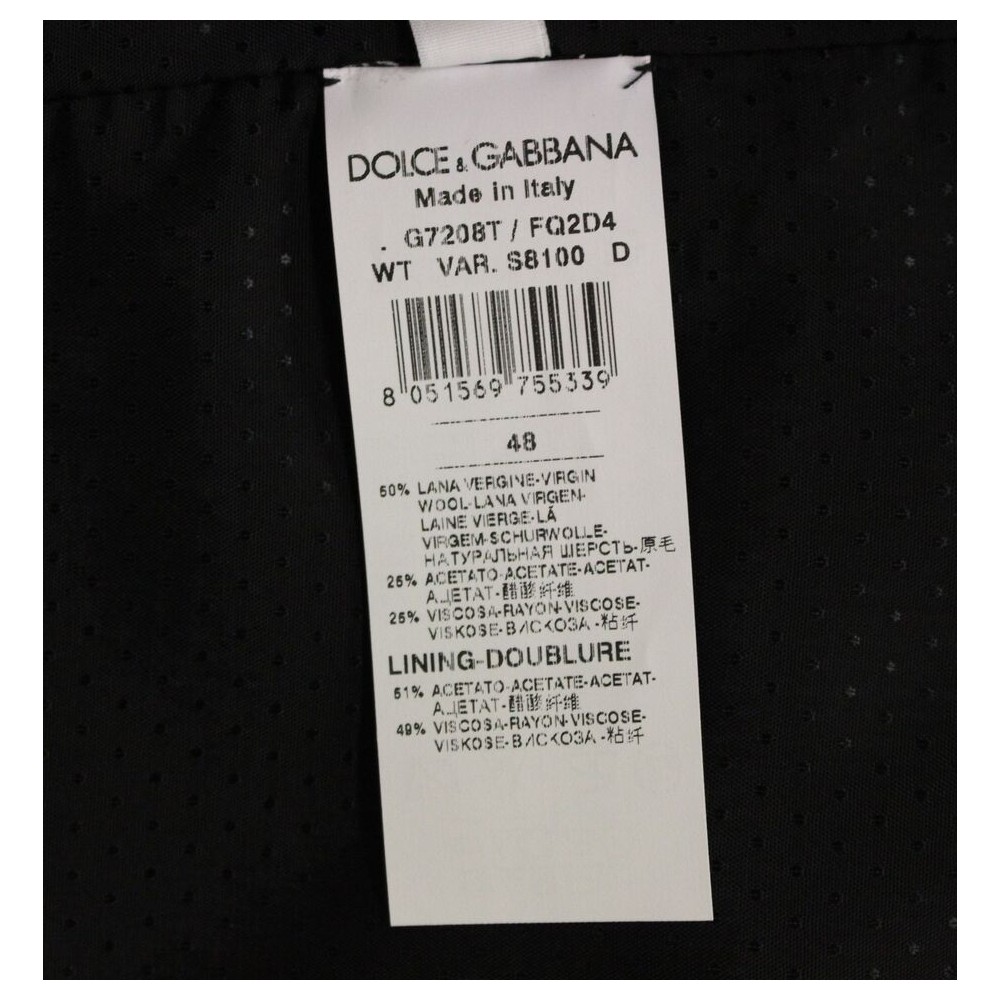 DOLCE & GABBANA
Made in Italy
. G7208T / FQ2D4
WT VAR. S8100 D
8 051569 755339
48
50% LANA VERGINE-VIRGIN
WOOL-LANA VIRGEN-
LAINE VIERGE-LÃ
VIRGEM-SCHURWOLLE-
НАТУРАЛЬНАЯ ШЕРСТЬ-原毛
25% ACETATO-ACETATE-ACETAT-
АЦЕТАТ-醋酸纤维
25% VISCOSA-RAYON-VISCOSE-
VISKOSE-ВИСКОЗА-粘纤
LINING-DOUBLURE
51% ACETATO-ACETATE-ACETAT-
АЦЕТАТ-醋酸纤维
49% VISCOSA-RAYON-VISCOSE-
VISKOSE-ВИСКОЗА-粘纤